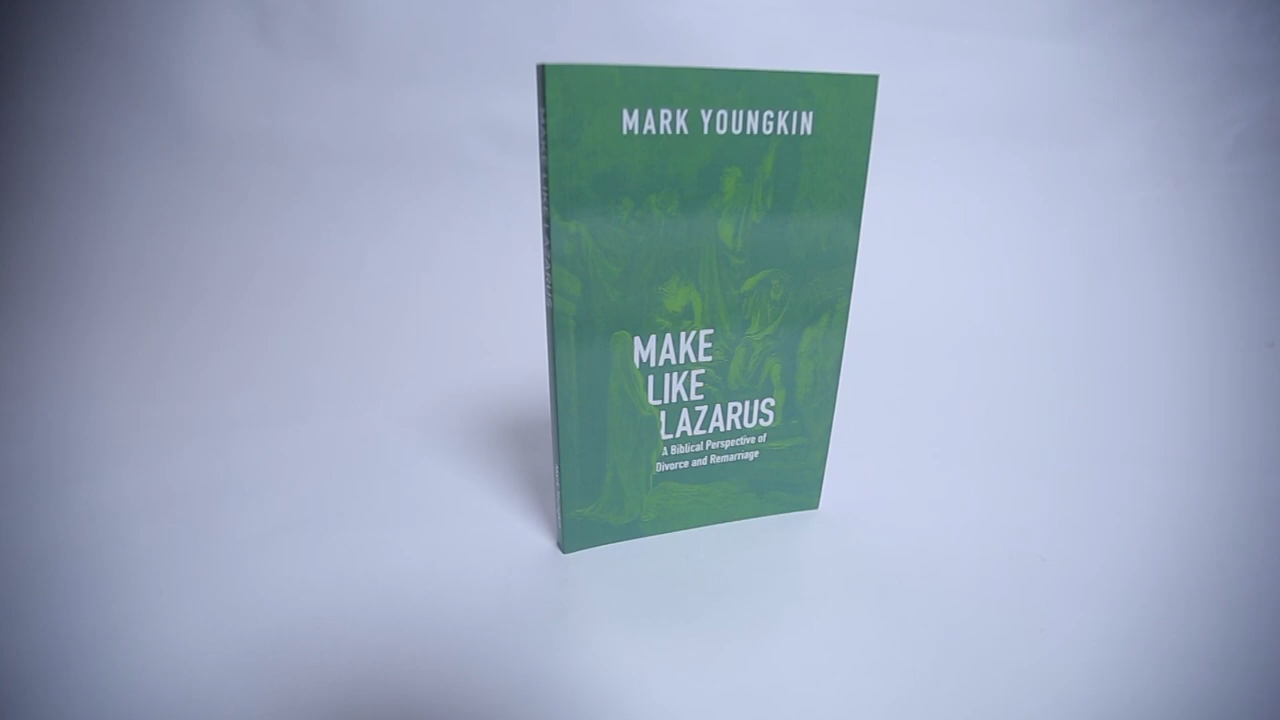 MARK YOUNGKIN
MAKE
LIKE
LAZARUS
A Biblical Perspective of
Divorce and Remarriage
MAKE LIKE LAZARUS